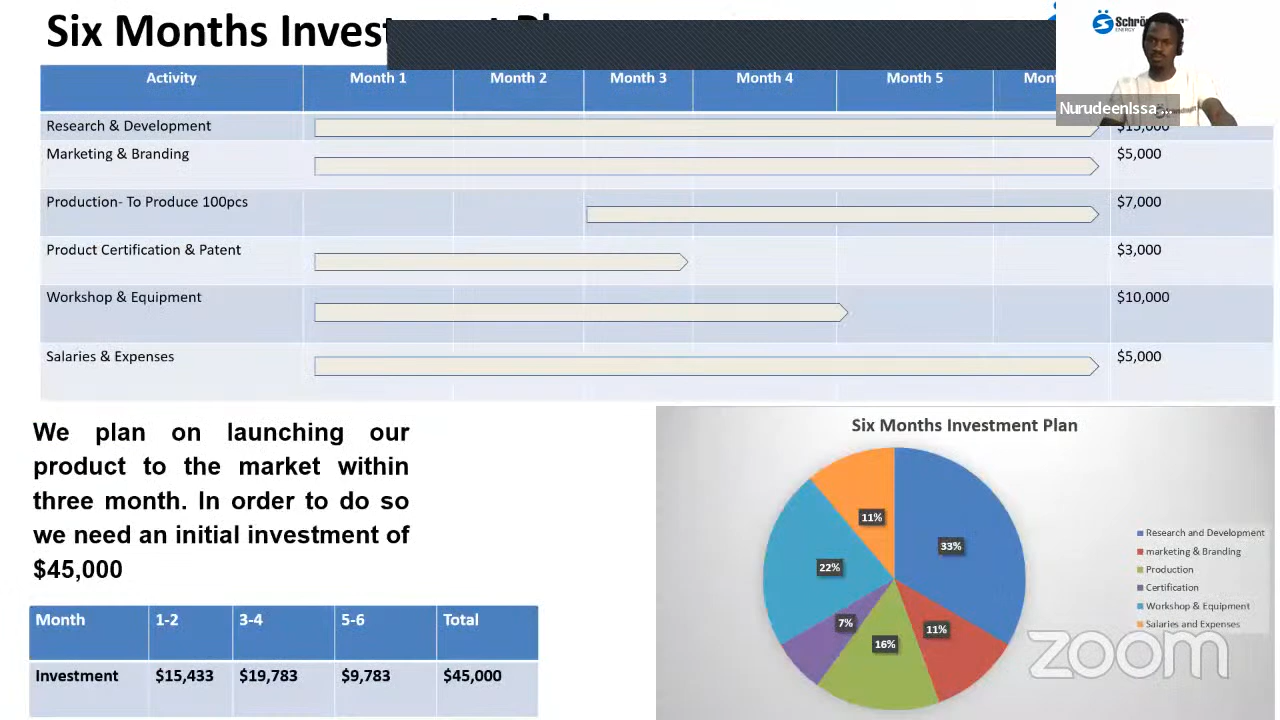 Six Months Invest
Activity Month 1 Month 2 Month 3 Month 4 Month 5
Research & Development $15,000
Marketing & Branding $5,000
Production- To Produce 100pcs $7,000
Product Certification & Patent $3,000
Workshop & Equipment $10,000
Salaries & Expenses $5,000
NurudeenIssa...
ENERGY
We plan on launching our
product to the market within
three month. In order to do so
we need an initial investment of
$45,000
Month 1-2 3-4 5-6 Total
Investment $15,433 $19,783 $9,783 $45,000
Six Months Investment Plan
11%
33%
22%
7%
11%
16%
Research and Development
marketing & Branding
Production
Certification
Workshop & Equipment
Salaries and Expenses
zoom